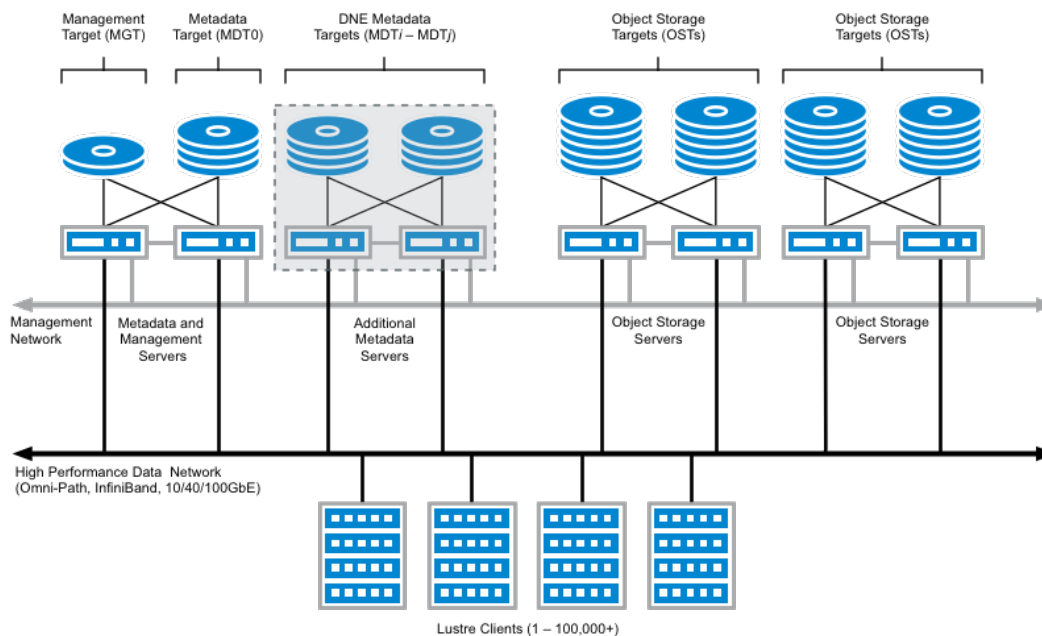 Management
Target (MGT)
Metadata
Target (MDT0)
DNE Metadata
Targets (MDTi – MDTj)
Object Storage
Targets (OSTs)
Object Storage
Targets (OSTs)
Management
Network
Metadata and
Management
Servers
Additional
Metadata
Servers
Object Storage
Servers
Object Storage
Servers
High Performance Data Network
(Omni-Path, InfiniBand, 10/40/100GbE)
Lustre Clients (1 – 100,000+)